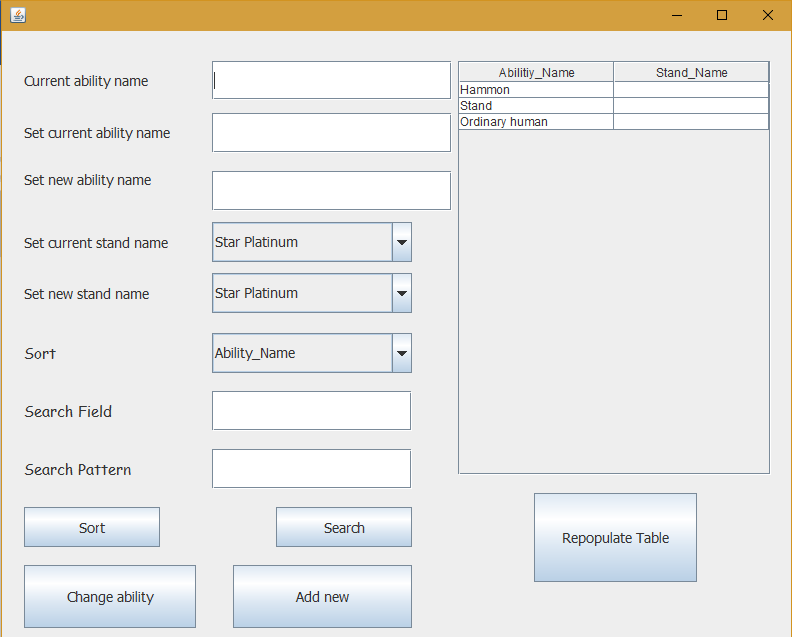 Current ability name
Set current ability name
Set new ability name
Set current stand name
Star Platinum
Set new stand name
Star Platinum
Sort
Ability_Name
Search Field
Search Pattern
Sort
Search
Change ability
Add new
Abilitiy_Name
Stand_Name
Hammon
Stand
Ordinary human
Repopulate Table